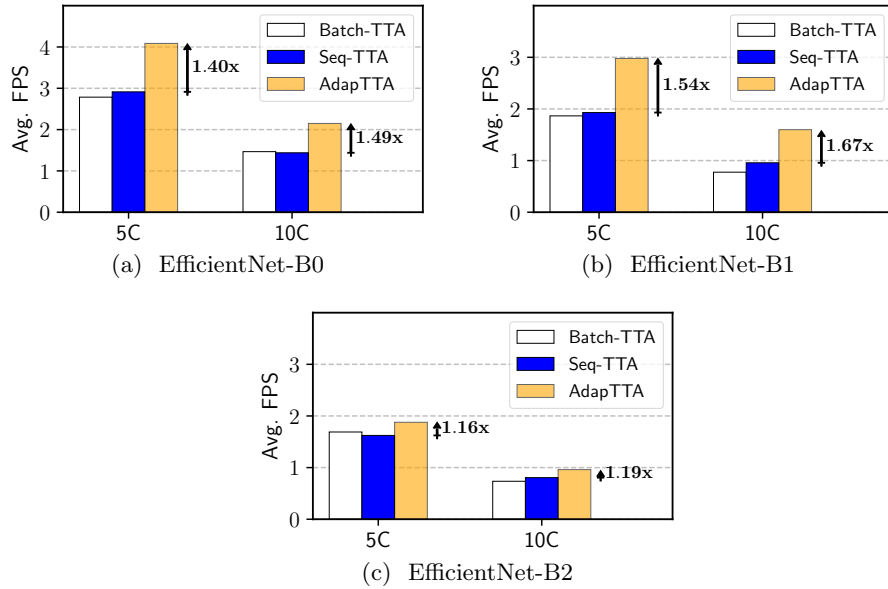 Avg. FPS
4
3
2
1
0
Batch-TTA
Seq-TTA
AdapTTA
1.40x
1.49x
5C
10C
(a) EfficientNet-B0
Avg. FPS
3
2
1
0
Batch-TTA
Seq-TTA
AdapTTA
1.54x
1.67x
5C
10C
(b) EfficientNet-B1
Avg. FPS
3
2
1
0
Batch-TTA
Seq-TTA
AdapTTA
1.16x
1.19x
5C
10C
(c) EfficientNet-B2